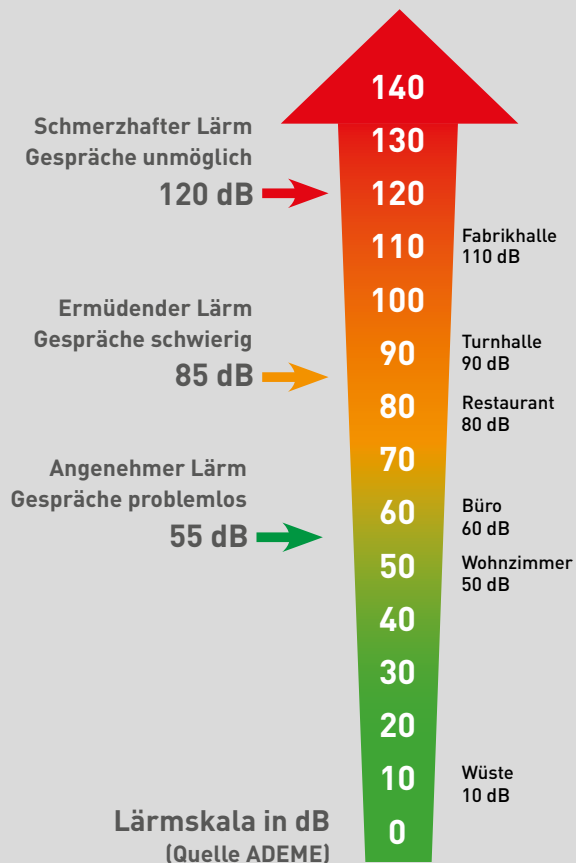 140
Schmerzhafter Lärm
Gespräche unmöglich
120 dB
130
120
110
Fabrikhalle
110 dB
100
Ermüdender Lärm
Gespräche schwierig
85 dB
90
Turnhalle
90 dB
80
Restaurant
80 dB
70
Angenehmer Lärm
Gespräche problemlos
55 dB
60
Büro
60 dB
50
Wohnzimmer
50 dB
40
30
20
10
Wüste
10 dB
0
Lärmskala in dB
(Quelle ADEME)